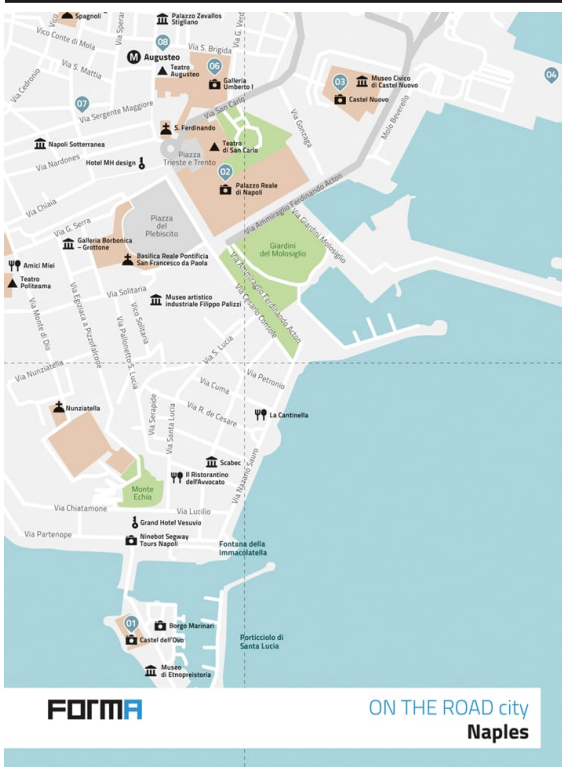 Spagnoli
Vico
Via Speran
Palazzo Zevallos
Stigliano
Via G. Verd
Vico Conte di Mola
08
M Augusteo
Via S. Brigida
Via S. Mattia
Teatro
Augusteo
06
Galleria
Umberto I
03
Museo Civico
di Castel Nuovo
Castel Nuovo
04
Via Cedronio
07
Via Sergente Maggiore
Via San Carlo
Via Gonzaga
Molo Beverello
S. Ferdinando
Napoli Sotterranea
Teatro
di San Carlo
Piazza
Trieste e Trento
Via Nardones
Hotel MH design
02
Palazzo Reale
di Napoli
Via Chiaia
Via Ammiraglio Ferdinando Acton
Via G. Serra
Piazza
del
Plebiscito
Via Giardini Molosiglio
Galleria Borbonica
– Grottone
Giardini
del Molosiglio
Basilica Reale Pontificia
San Francesco da Paola
Amici Miei
Teatro
Politeama
Via Ammiraglio Ferdinando Acton
Via Cesario Console
Via Solitaria
Museo artistico
industriale Filippo Palizzi
Via Monte di Dio
Via Egiziaca a Pizzofalcone
Vico Solitaria
Via Pallonetto S. Lucia
Via S. Lucia
Via Nunziatella
Via Petronio
Via Cuma
Nunziatella
Via Serapide
Via Santa Lucia
Via R. de Cesare
La Cantinella
Scabec
Il Ristorantino
dell'Avvocato
Via Nazario Sauro
Monte
Echia
Via Chiatamone
Via Lucilio
Grand Hotel Vesuvio
Via Partenope
Ninebot Segway
Tours Napoli
Fontana della
Immacolatella
01
Borgo Marinari
Castel dell'Ovo
Porticciolo di
Santa Lucia
Museo
di Etnopreistoria
FORMA
ON THE ROAD city
Naples